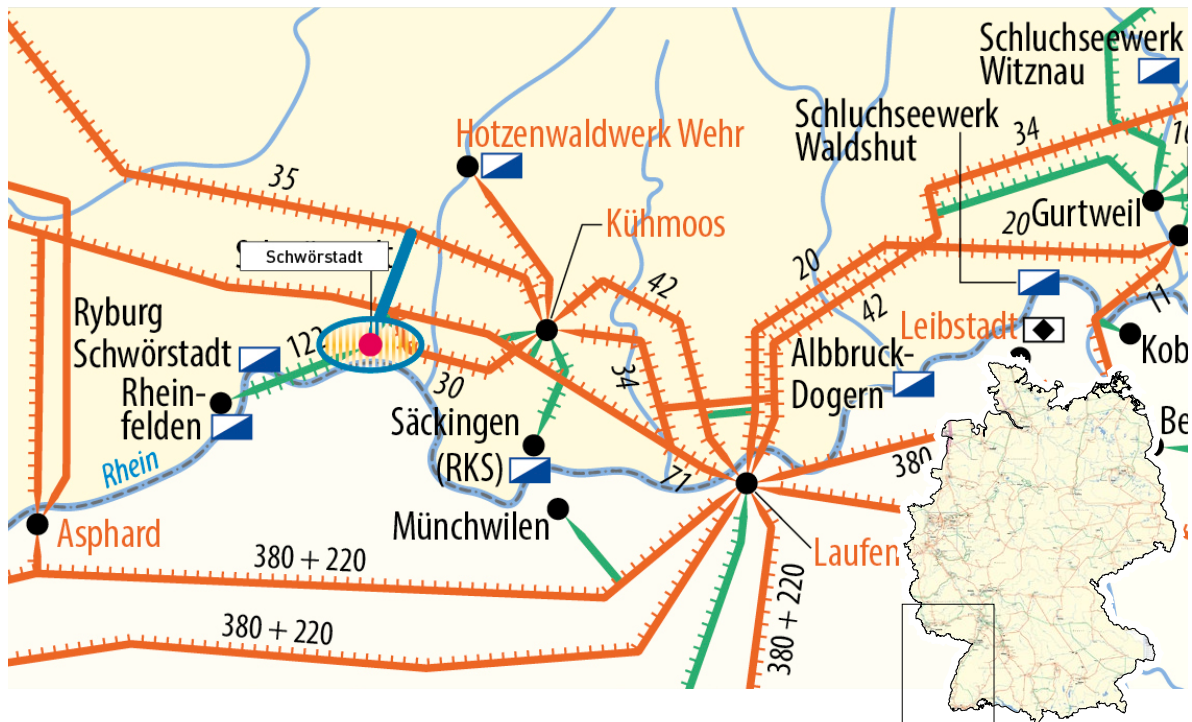 Schluchseewerk
Witznau
Schluchseewerk
Waldshut
34
Hotzenwaldwerk Wehr
35
Kühmoos
20
Gurtweil
Schwörstadt
42
20
42
11
Ryburg
Schwörstadt
122
Leibstadt
Kob
Rhein-
felden
30
34
Albbruck-
Dogern
Säckingen
(RKS)
Be
Rhein
71
380
Asphard
Münchwilen
Laufen
380 + 220
380 + 220
380 + 220